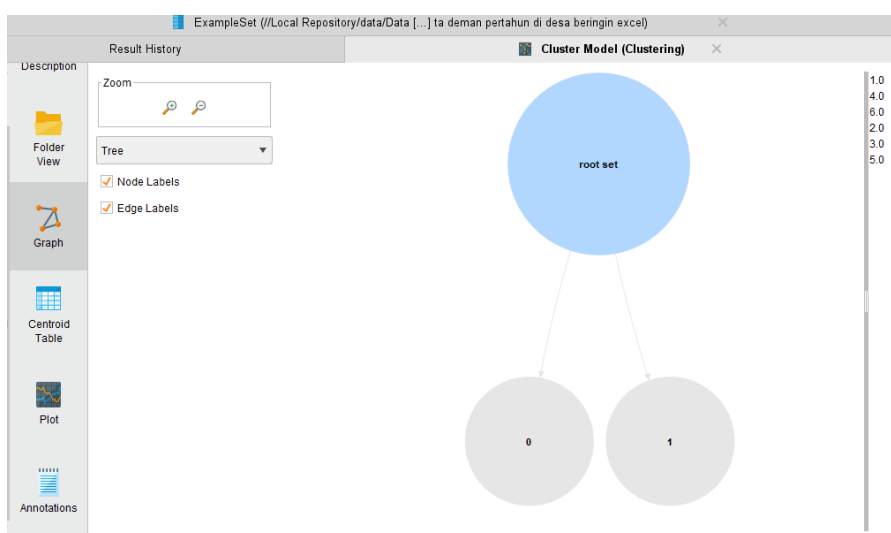 ExampleSet (//Local Repository/data/Data [...] ta deman pertahun di desa beringin excel)
Result History
Cluster Model (Clustering)
Description
Folder
View
Graph
Centroid
Table
Plot
Annotations
Zoom
Tree
Node Labels
Edge Labels
root set
0
1
1.0
4.0
6.0
2.0
3.0
5.0